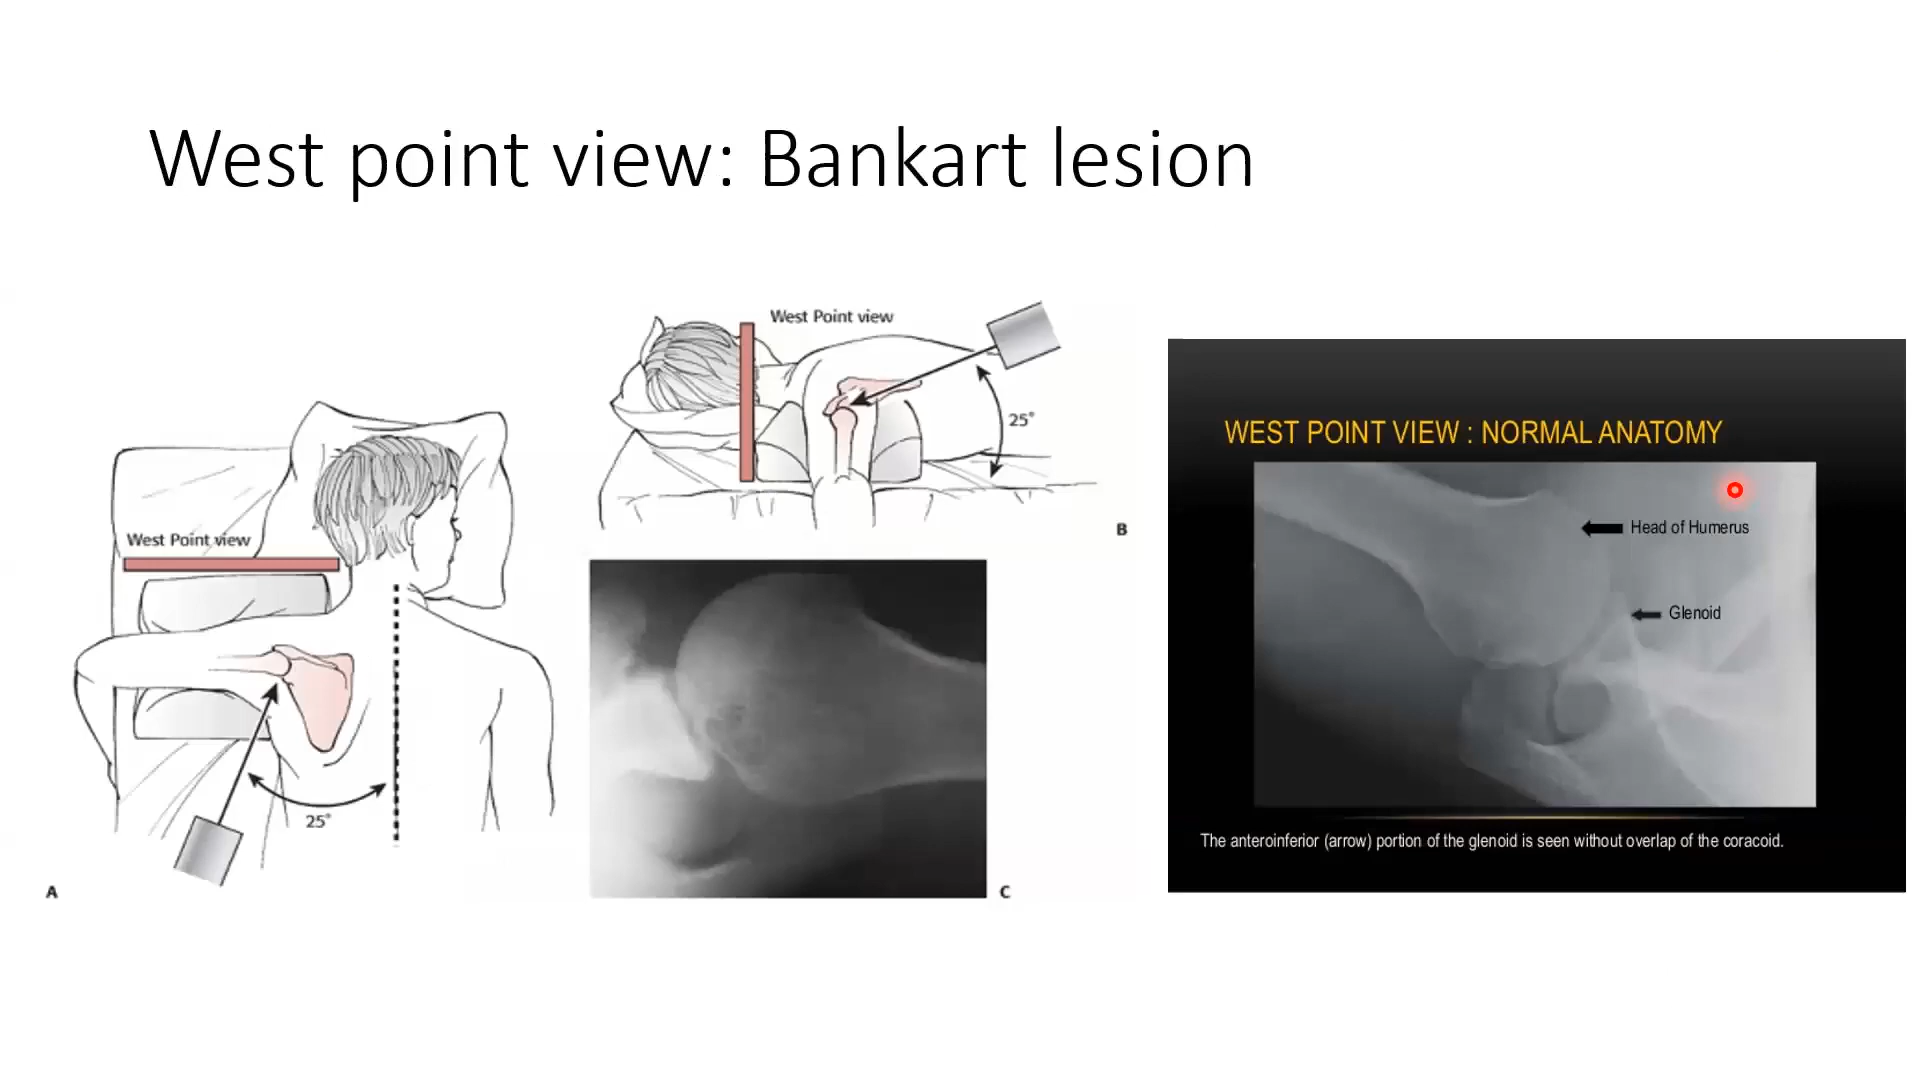 West point view: Bankart lesion
West Point view
25°
A
West Point view
25°
B
C
WEST POINT VIEW : NORMAL ANATOMY
Head of Humerus
Glenoid
The anteroinferior (arrow) portion of the glenoid is seen without overlap of the coracoid.